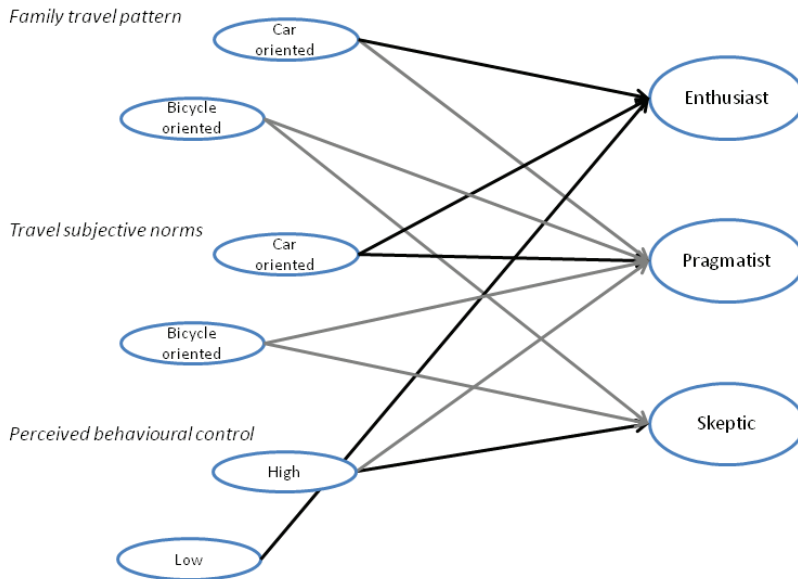 Family travel pattern
Car
oriented
Enthusiast
Bicycle
oriented
Travel subjective norms
Car
oriented
Pragmatist
Bicycle
oriented
Perceived behavioural control
Skeptic
High
Low